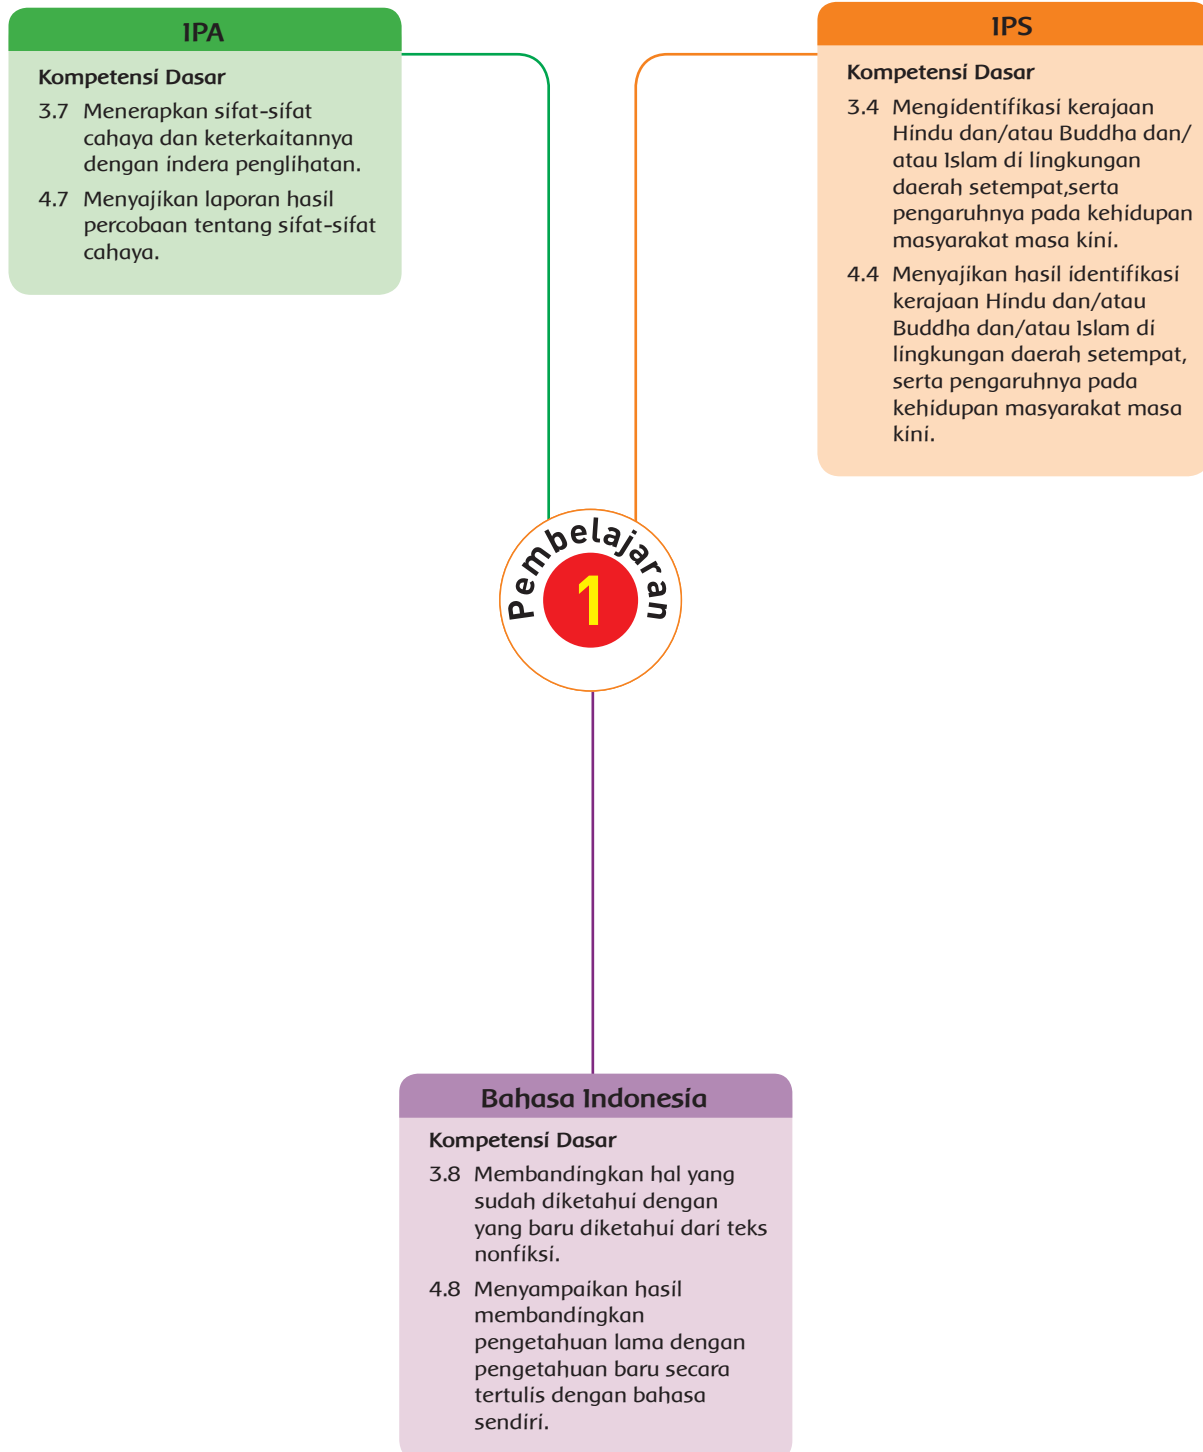 IPA
Kompetensi Dasar
3.7 Menerapkan sifat-sifat
cahaya dan keterkaitannya
dengan indera penglihatan.
4.7 Menyajikan laporan hasil
percobaan tentang sifat-sifat
cahaya.
IPS
Kompetensi Dasar
3.4 Mengidentifikasi kerajaan
Hindu dan/atau Buddha dan/
atau Islam di lingkungan
daerah setempat,serta
pengaruhnya pada kehidupan
masyarakat masa kini.
4.4 Menyajikan hasil identifikasi
kerajaan Hindu dan/atau
Buddha dan/atau Islam di
lingkungan daerah setempat,
serta pengaruhnya pada
kehidupan masyarakat masa
kini.
Pembelajaran
1
Bahasa Indonesia
Kompetensi Dasar
3.8 Membandingkan hal yang
sudah diketahui dengan
yang baru diketahui dari teks
nonfiksi.
4.8 Menyampaikan hasil
membandingkan
pengetahuan lama dengan
pengetahuan baru secara
tertulis dengan bahasa
sendiri.